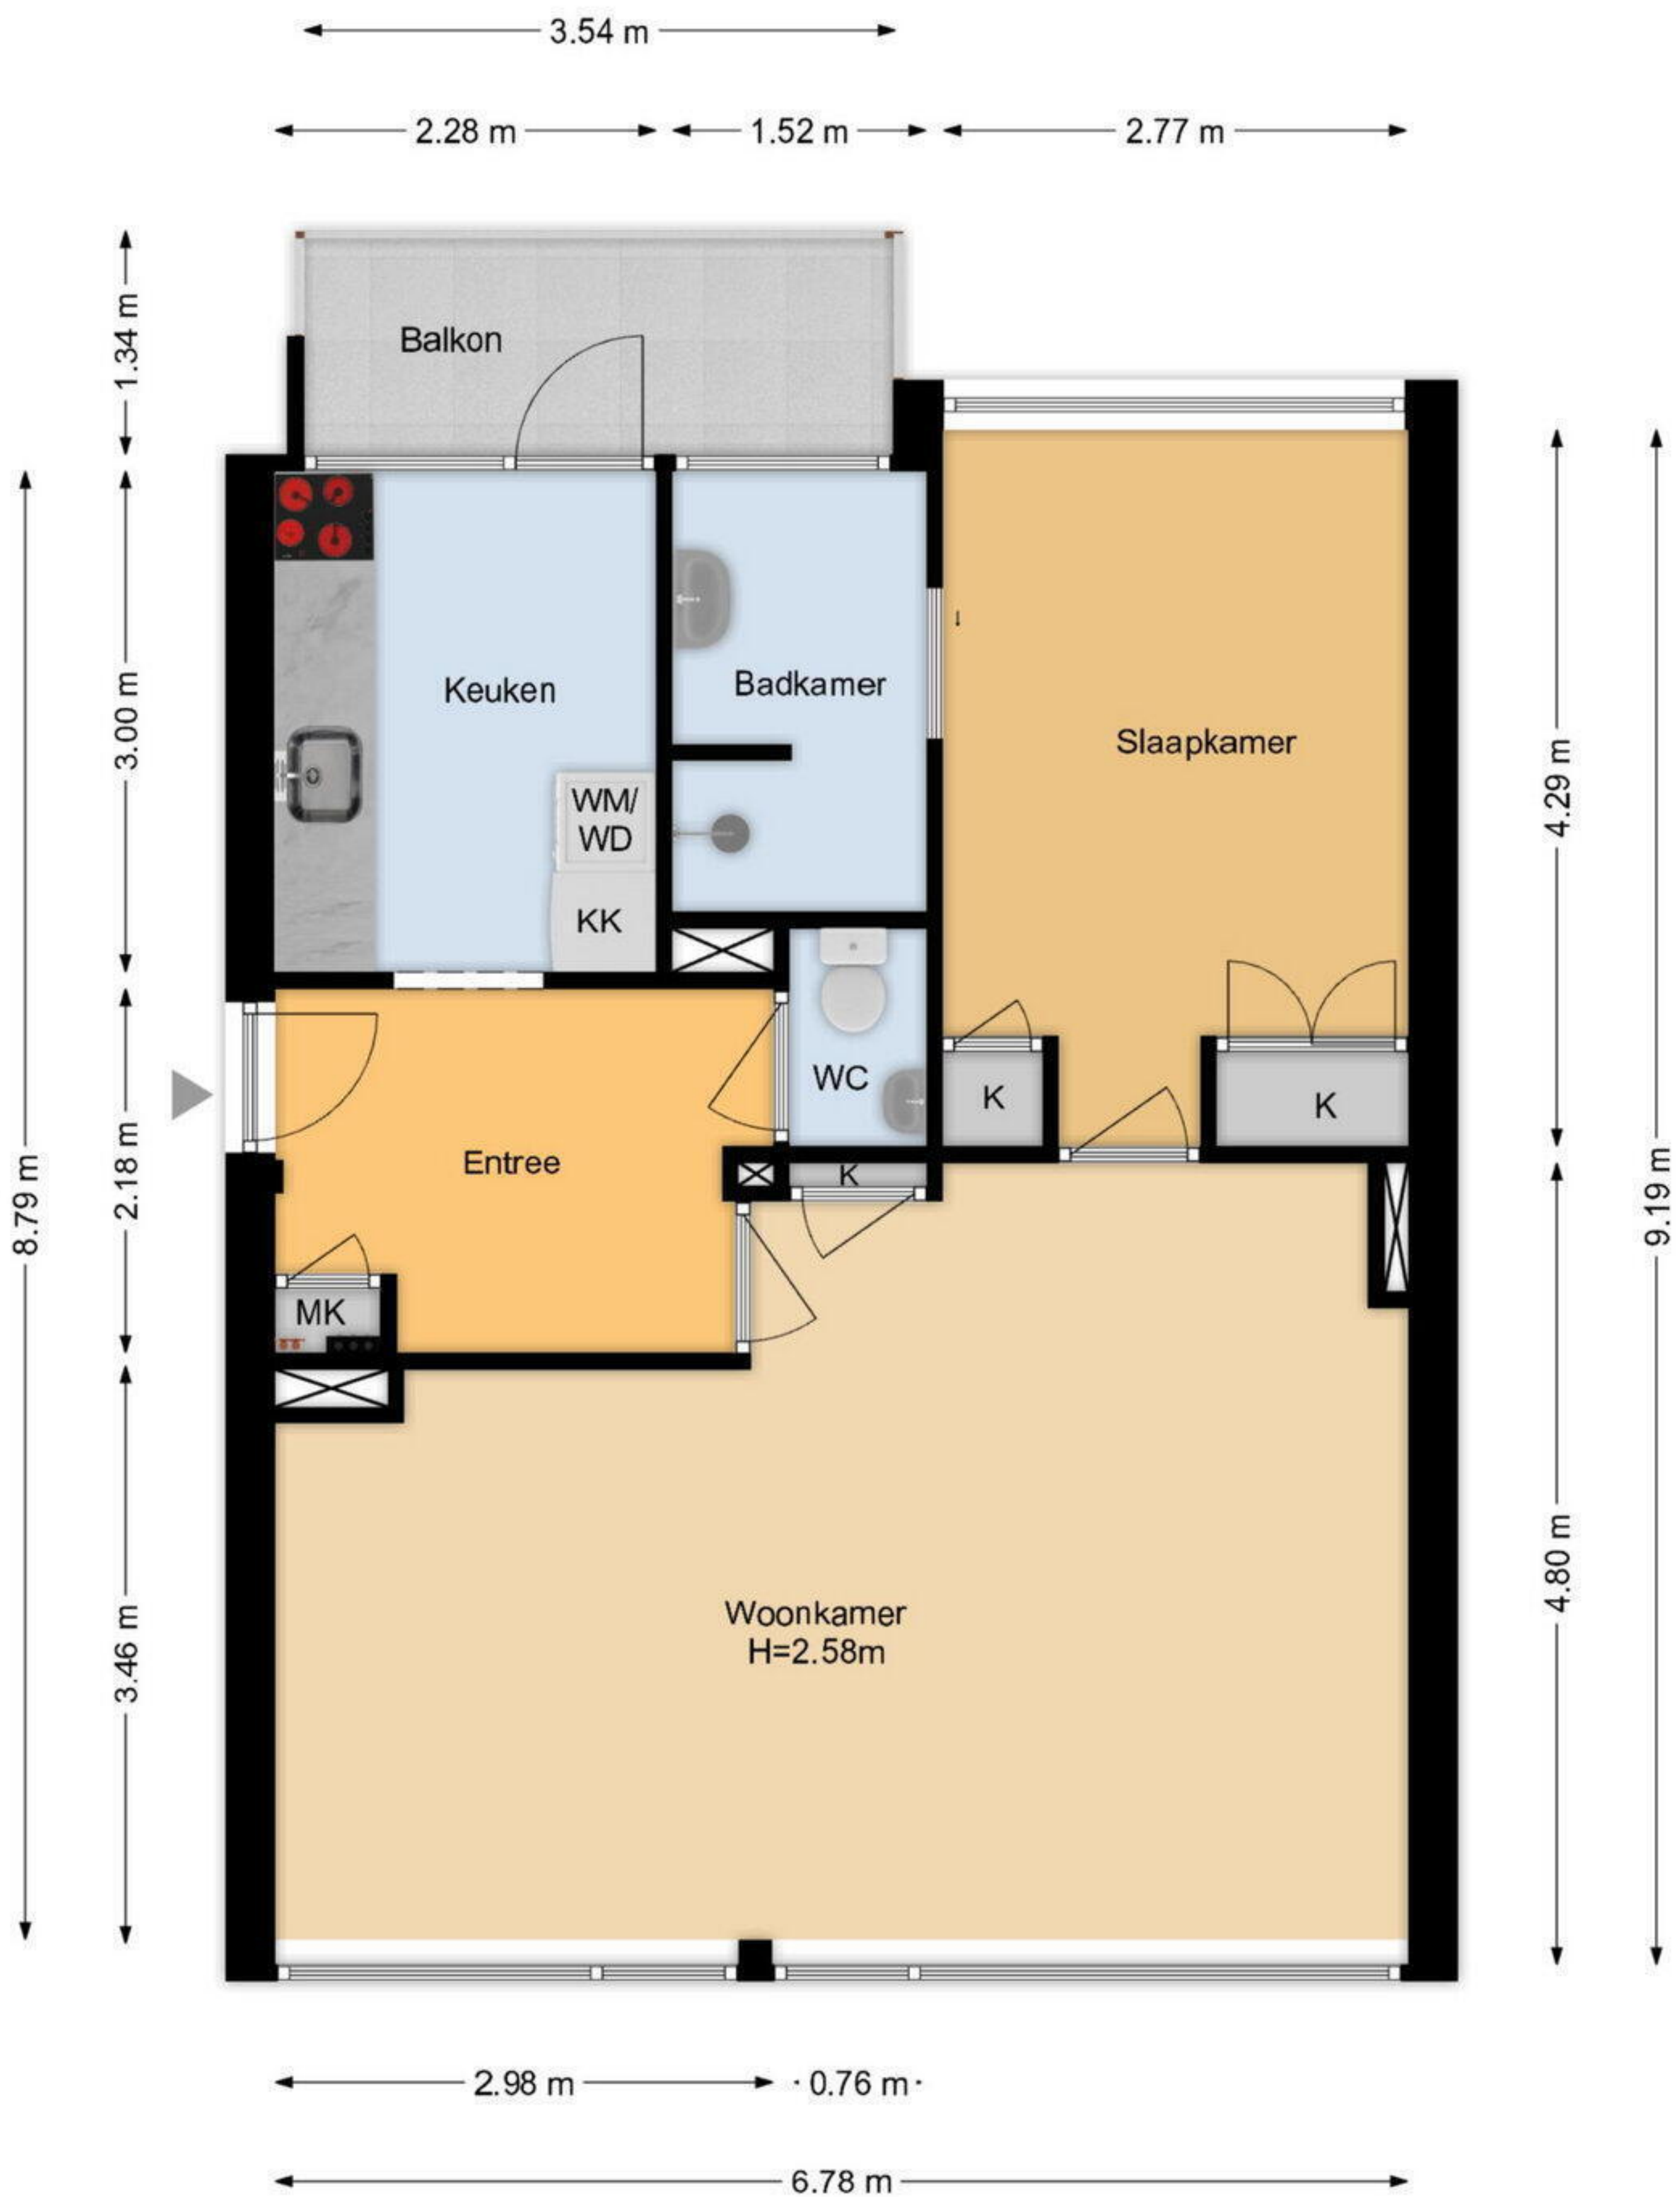 3.54 m
2.28 m
1.52 m
2.77 m
1.34 m
Balkon
3.00 m
Keuken
Badkamer
Slaapkamer
4.29 m
WM/
WD
KK
WC
K
K
8.79 m
2.18 m
Entree
K
9.19 m
MK
4.80 m
3.46 m
Woonkamer
H=2.58m
2.98 m
0.76 m
6.78 m